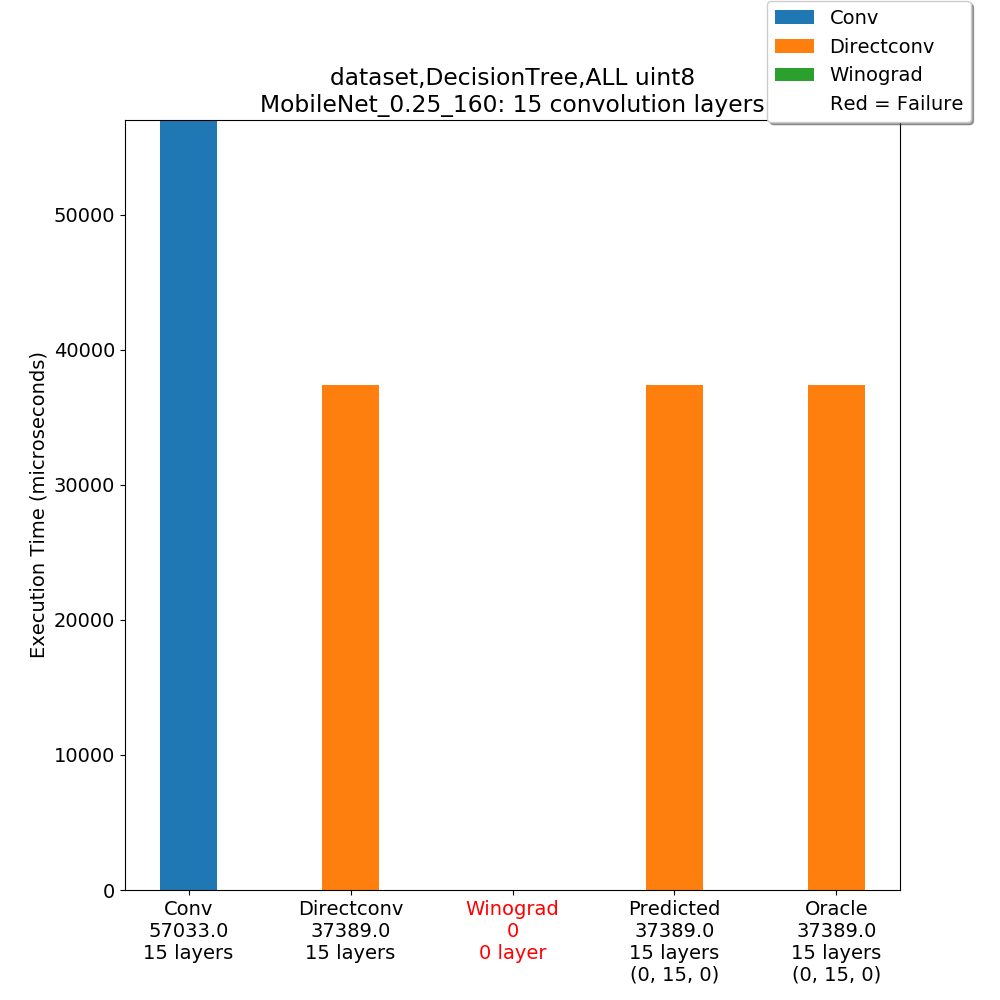 Conv
Directconv
Winograd
Red = Failure
dataset,DecisionTree,ALL uint8
MobileNet_0.25_160: 15 convolution layers
Execution Time (microseconds)
50000
40000
30000
20000
10000
0
Conv
57033.0
15 layers
Directconv
37389.0
15 layers
Winograd
0
0 layer
Predicted
37389.0
15 layers
(0, 15, 0)
Oracle
37389.0
15 layers
(0, 15, 0)